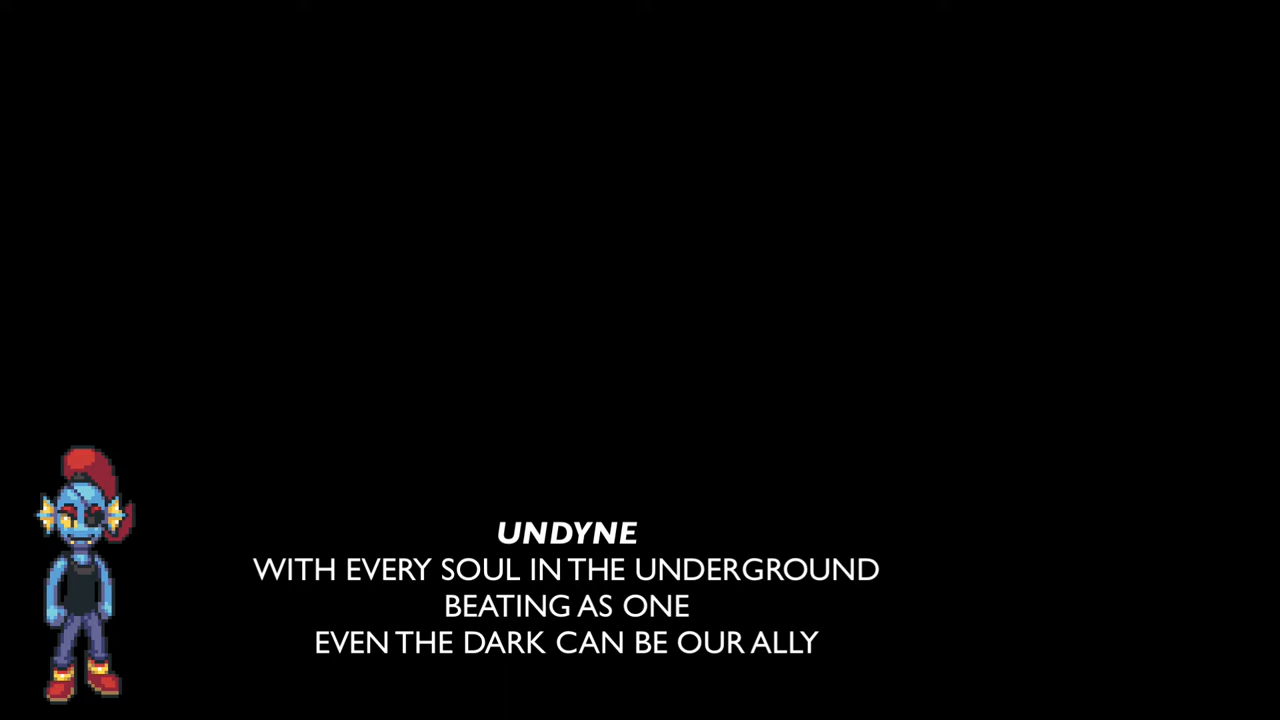 UNDYNE
WITH EVERY SOUL IN THE UNDERGROUND
BEATING AS ONE
EVEN THE DARK CAN BE OUR ALLY